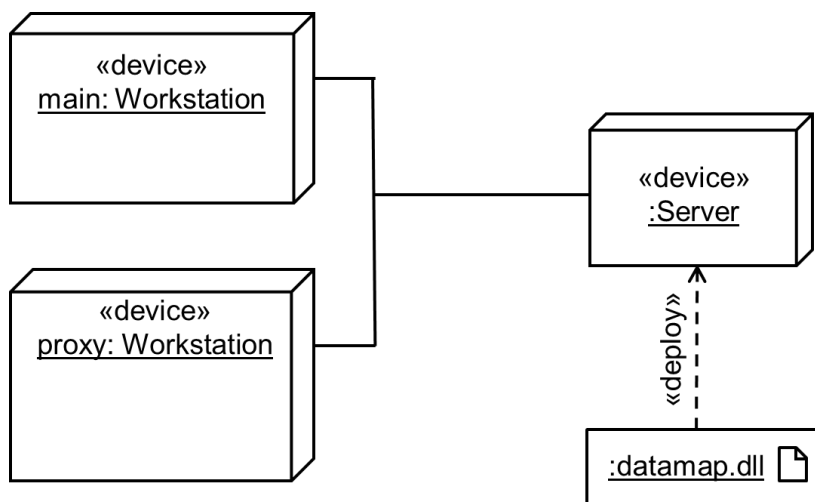 «device»
main: Workstation
«device»
proxy: Workstation
«device»
:Server
«deploy»
:datamap.dll